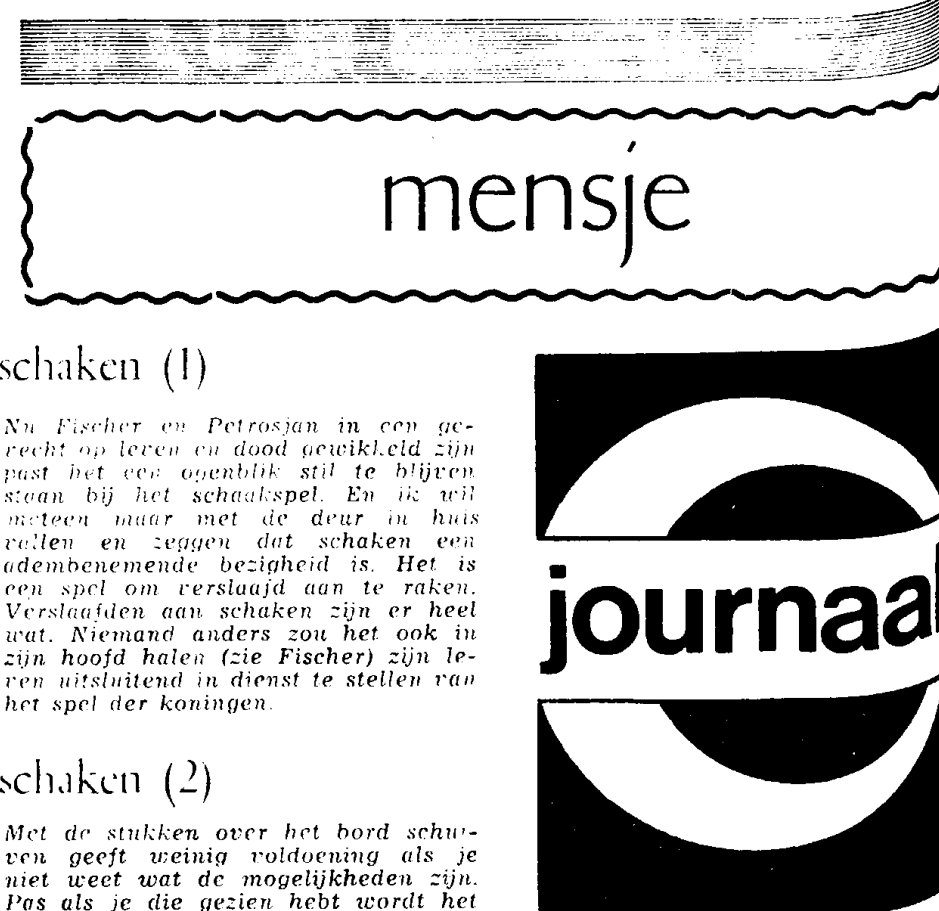 mensje
schaken (1)
Nu Fischer en Petrosjan in een ge-
vecht op leven en dood gewikkeld zijn
past het een ogenblik stil te blijven
staan bij het schaakspel. En ik wil
meteen maar met de deur in huis
vallen en zeggen dat schaken een
adembenemende bezigheid is. Het is
een spel om verslaajd aan te raken.
Verslaafden aan schaken zijn er heel
wat. Niemand anders zou het ook in
zijn hoofd halen (zie Fischer) zijn le-
ven uitsluitend in dienst te stellen van
het spel der koningen.
schaken (2)
Met de stukken over het bord schui-
ven geeft weinig voldoening als je
niet weet wat de mogelijkheden zijn.
Pas als je die gezien hebt wordt het
journaal